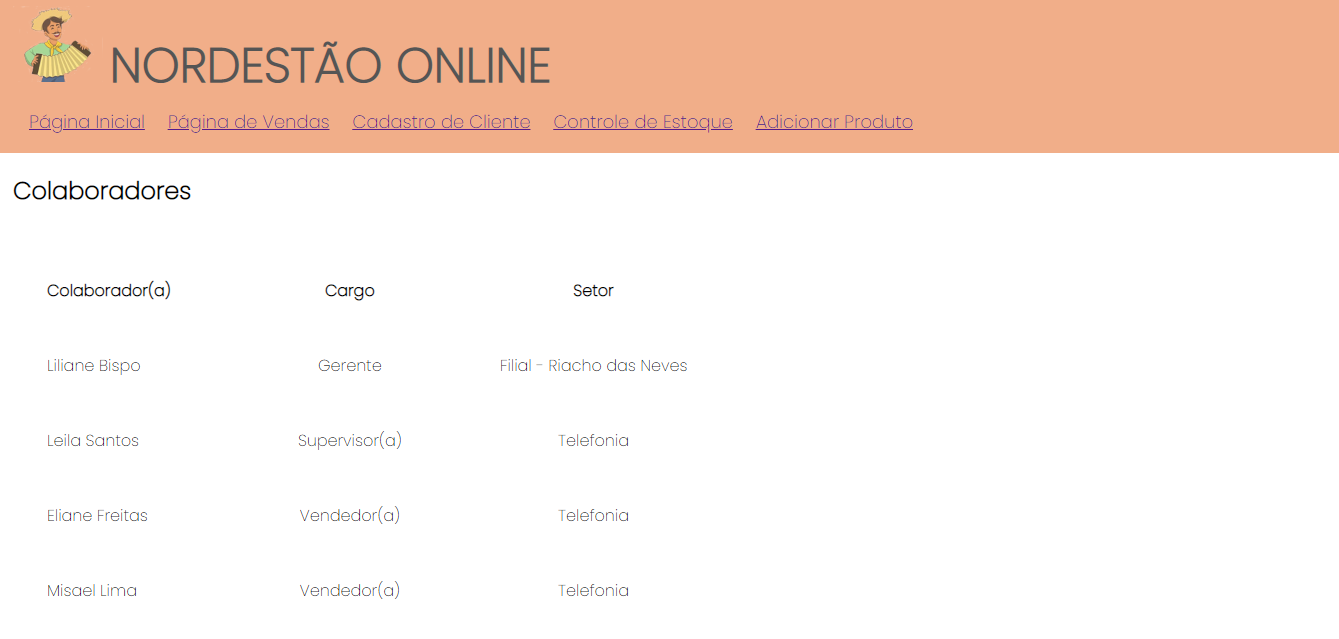 NORDESTÃO ONLINE
Página Inicial Página de Vendas Cadastro de Cliente Controle de Estoque Adicionar Produto
Colaboradores
Colaborador(a) Cargo Setor
Liliane Bispo Gerente Filial - Riacho das Neves
Leila Santos Supervisor(a) Telefonia
Eliane Freitas Vendedor(a) Telefonia
Misael Lima Vendedor(a) Telefonia